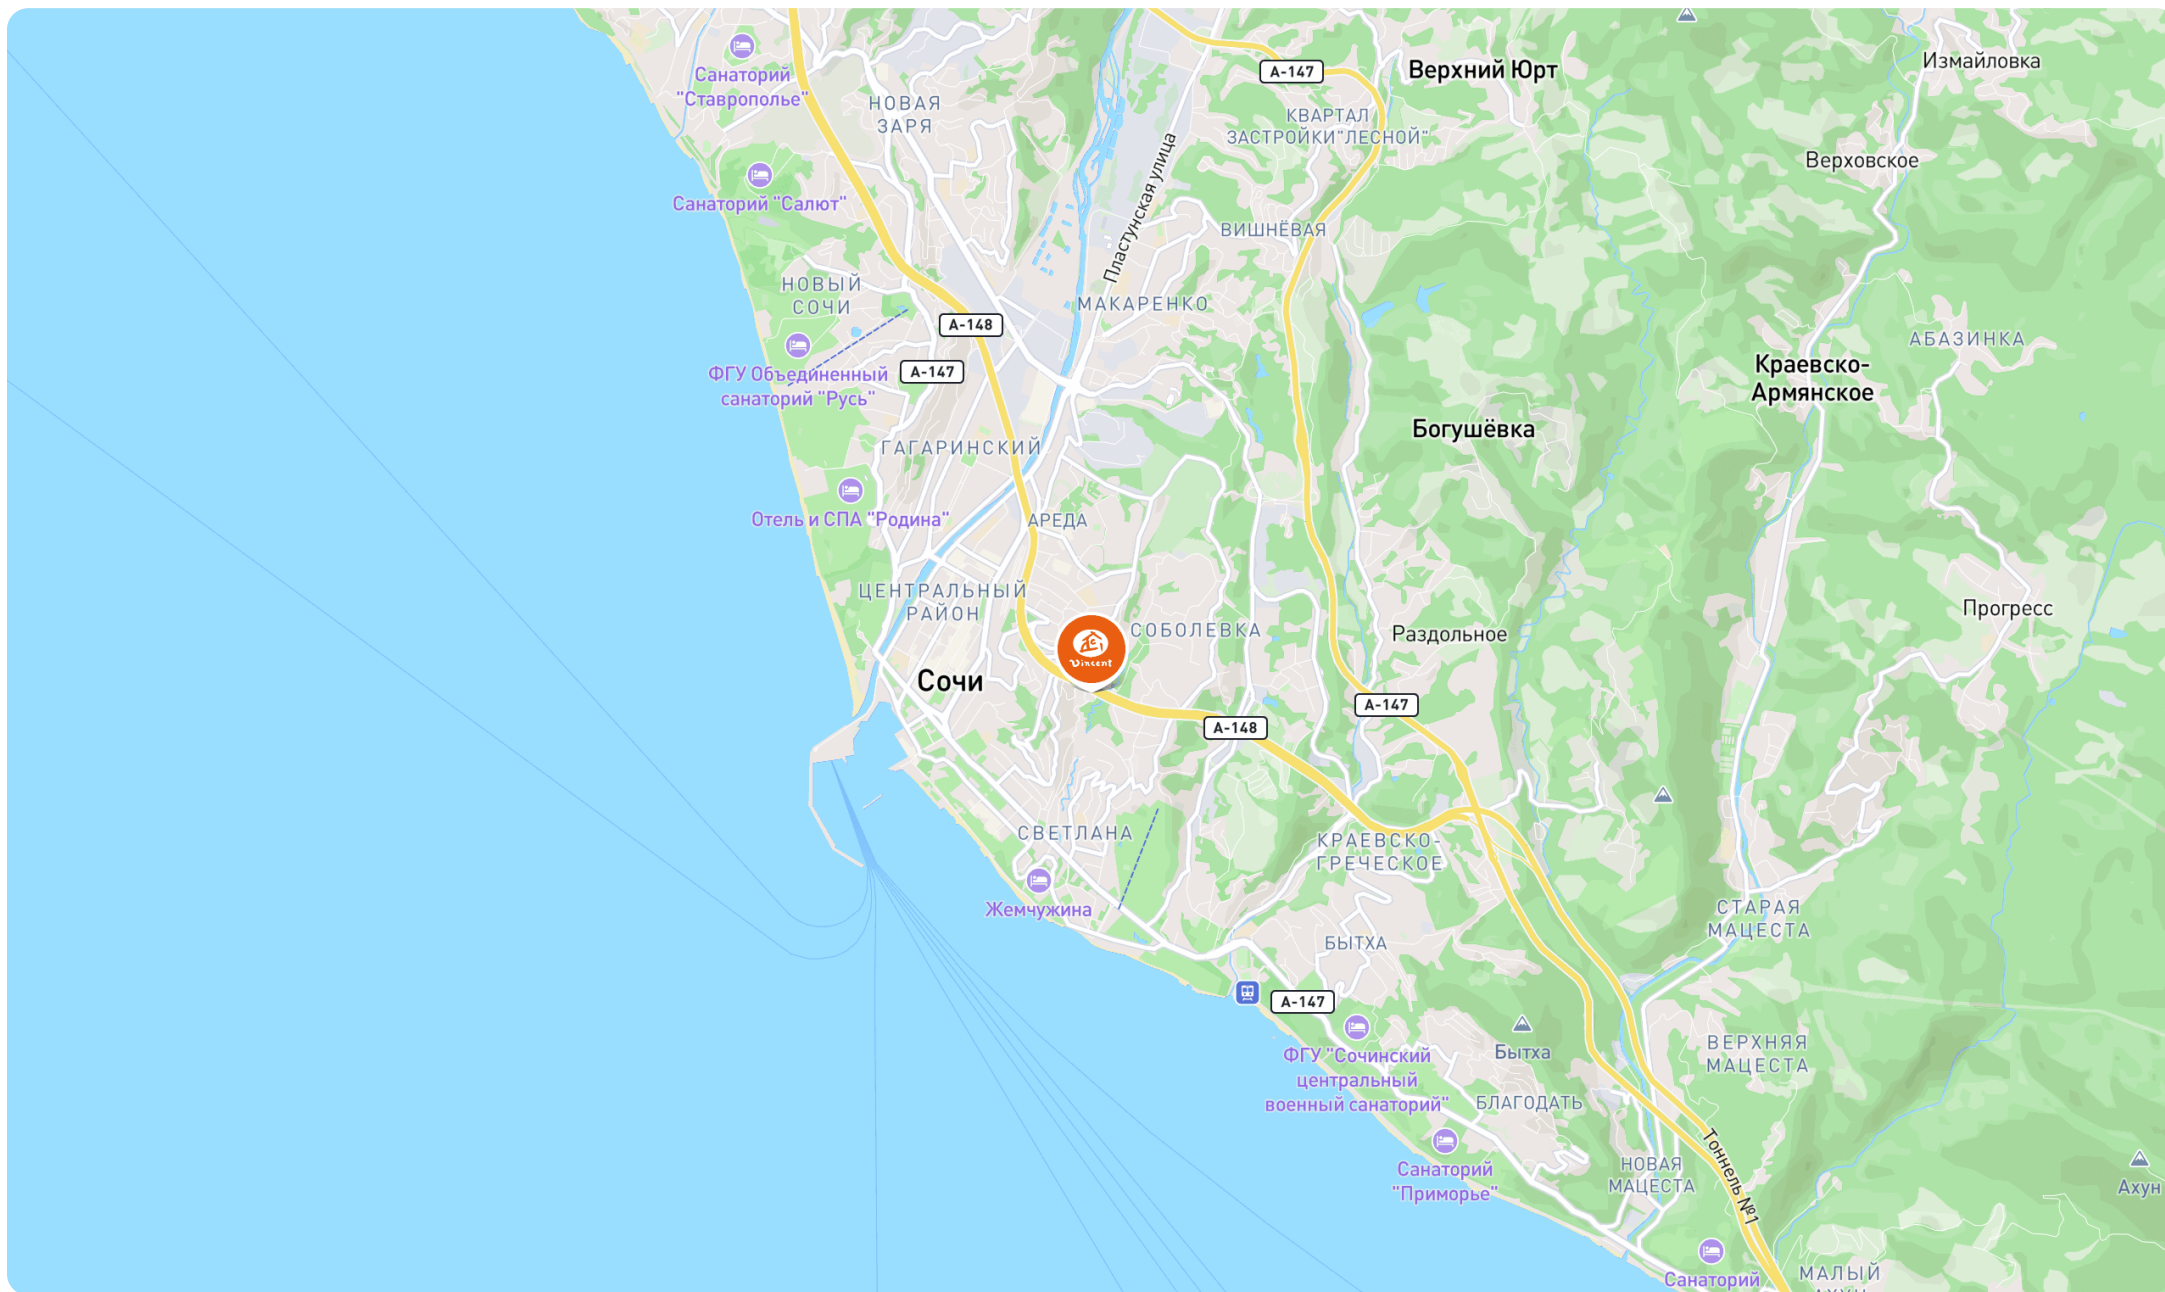 Санаторий
"Ставрополье"
НОВАЯ
ЗАРЯ
А-147
Верхний Юрт
Измайловка
КВАРТАЛ
ЗАСТРОЙКИ"ЛЕСНОЙ"
Верховское
Санаторий "Салют"
Пластунская улица
ВИШНЁВАЯ
НОВЫЙ
СОЧИ
МАКАРЕНКО
А-148
АБАЗИНКА
ФГУ Объединенный
санаторий "Русь"
А-147
Краевско-
Армянское
Богушёвка
ГАГАРИНСКИЙ
Отель и СПА "Родина"
АРЕДА
ЦЕНТРАЛЬНЫЙ
РАЙОН
Прогресс
СОБОЛЕВКА
Раздольное
Vincent
Сочи
А-147
А-148
СВЕТЛАНА
КРАЕВСКО-
ГРЕЧЕСКОЕ
Жемчужина
СТАРАЯ
МАЦЕСТА
БЫТХА
А-147
ФГУ "Сочинский
центральный
военный санаторий"
Бытха
ВЕРХНЯЯ
МАЦЕСТА
БЛАГОДАТЬ
Санаторий
"Приморье"
НОВАЯ
МАЦЕСТА
Тоннель №1
Ахун
Санаторий
МАЛЫЙ
АХУН